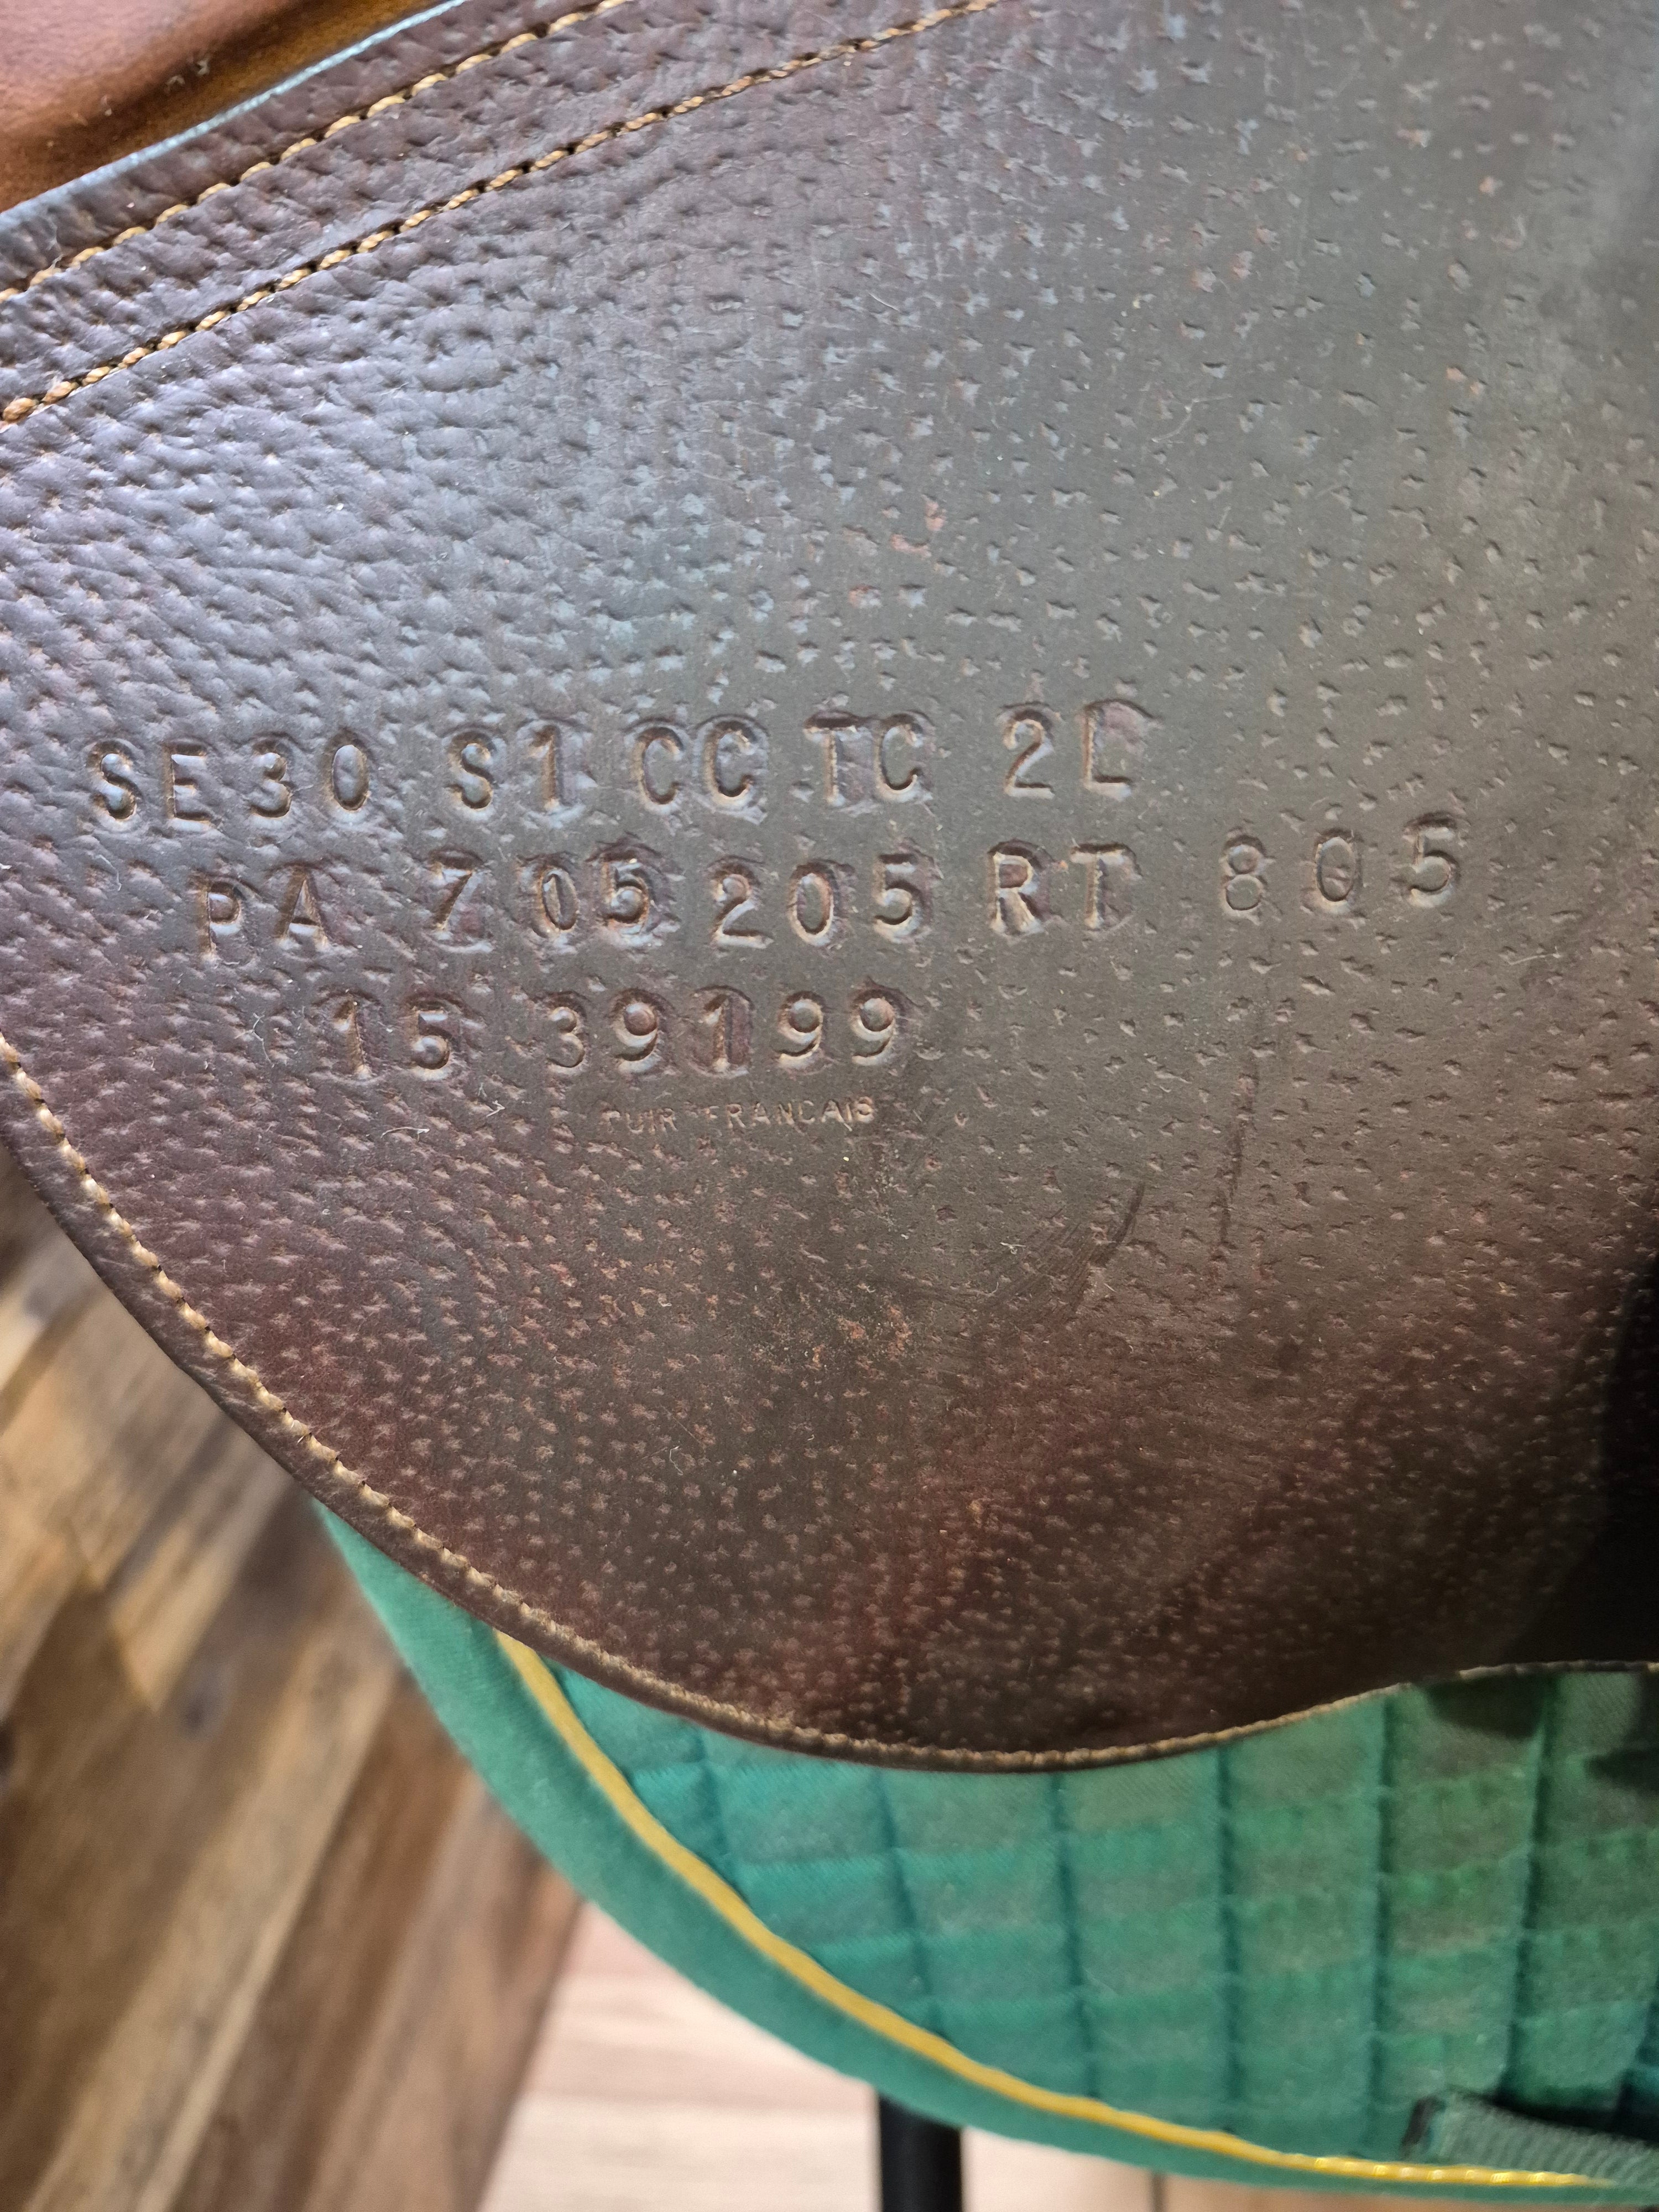 SE30 S1 CC TC 2L
PA 705 205 RT 805
15 39199
CUIR FRANCAIS